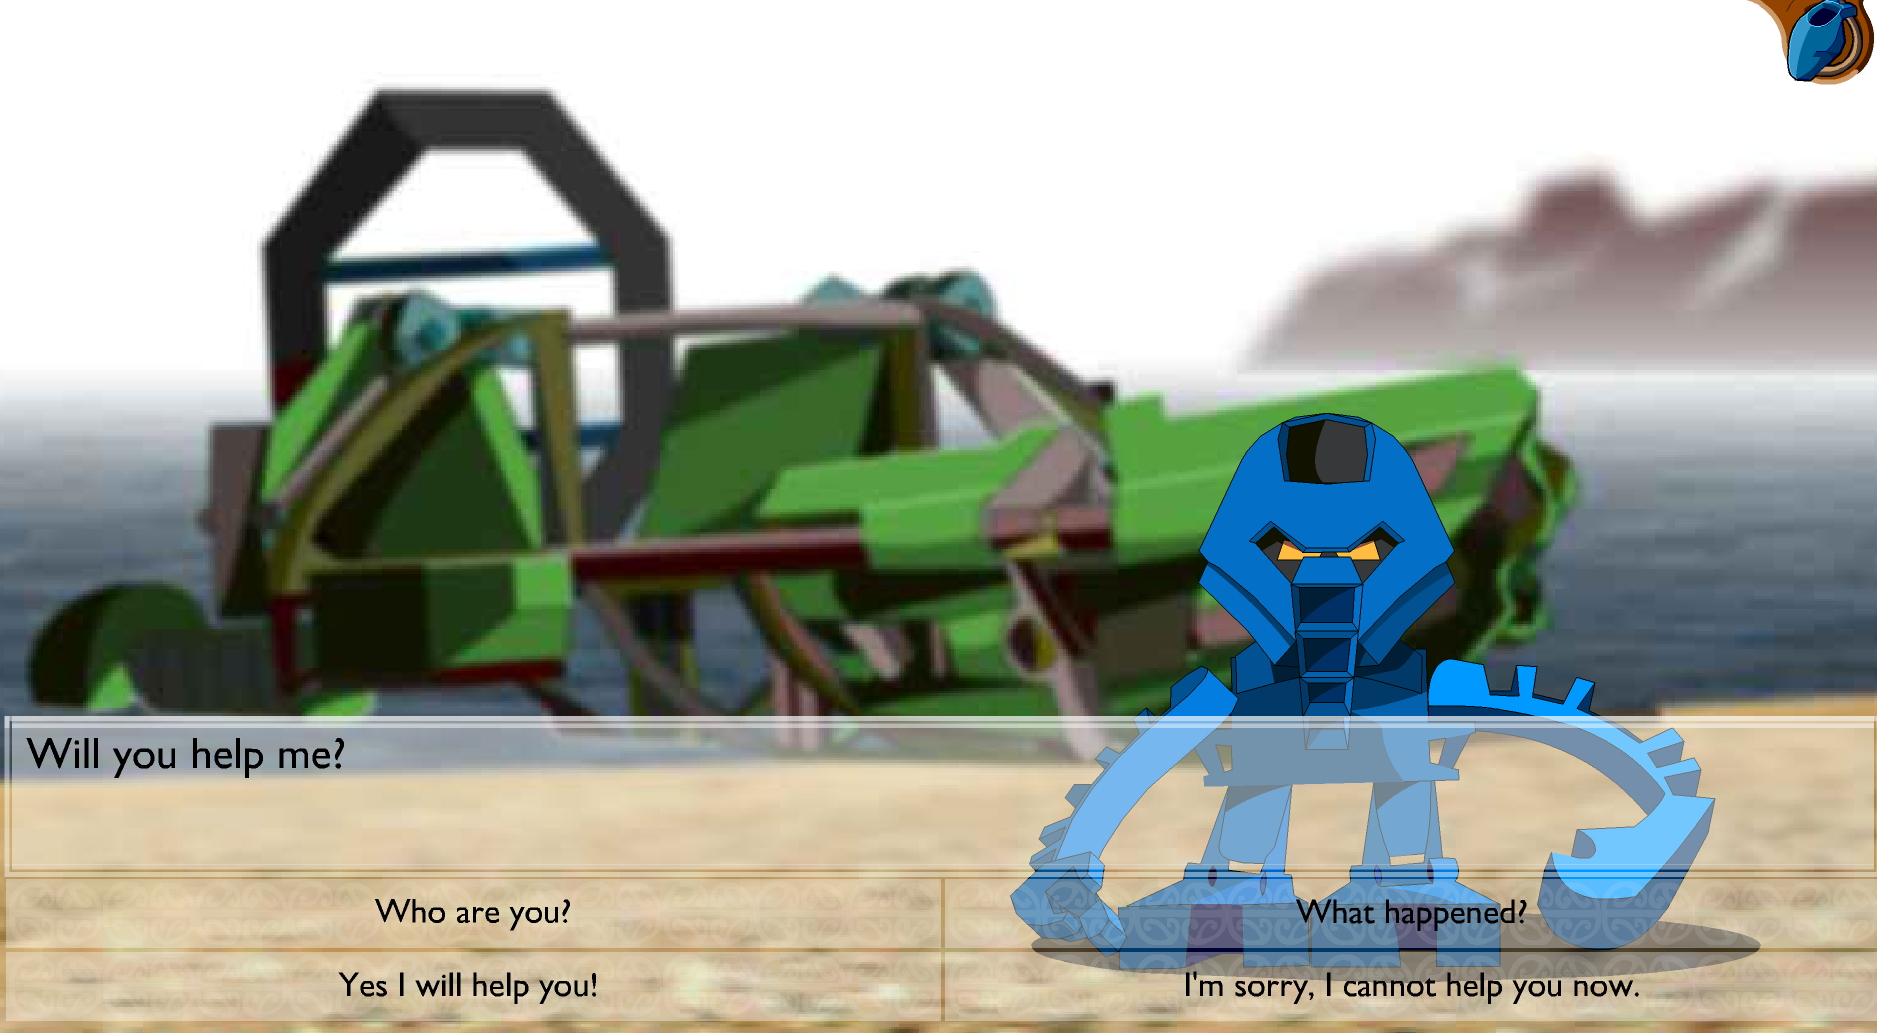 Will you help me?
Who are you?
What happened?
Yes I will help you!
I'm sorry, I cannot help you now.